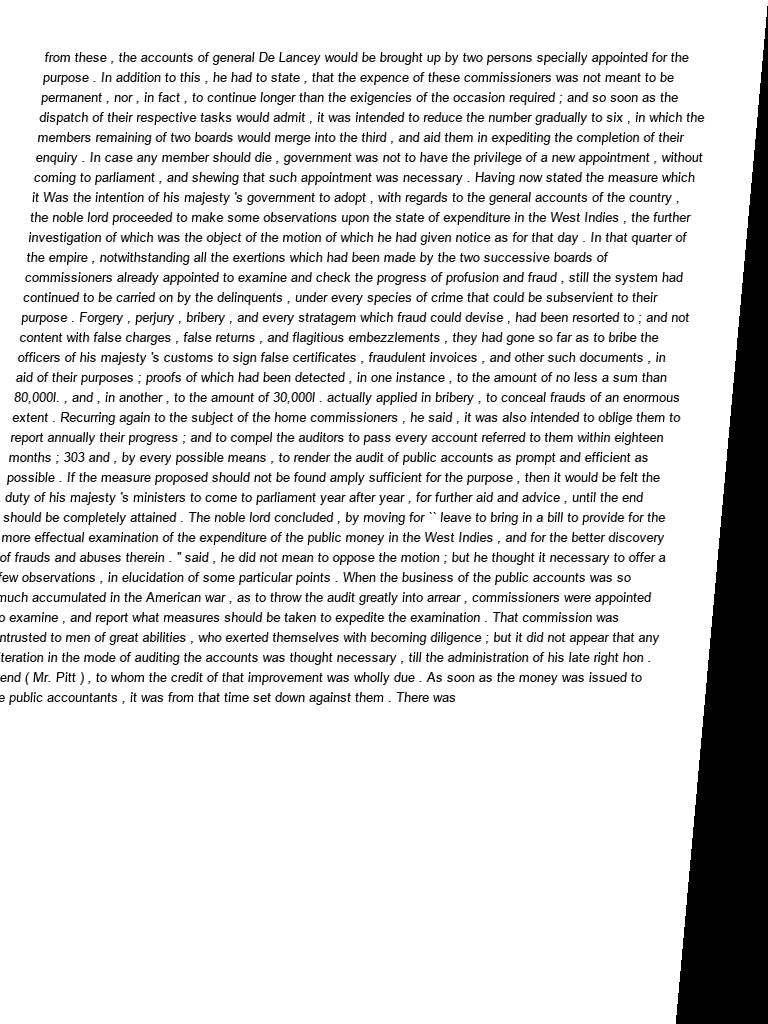 from these , the accounts of general De Lancey would be brought up by two persons specially appointed for the
purpose . In addition to this , he had to state , that the expence of these commissioners was not meant to be
permanent , nor , in fact , to continue longer than the exigencies of the occasion required ; and so soon as the
dispatch of their respective tasks would admit , it was intended to reduce the number gradually to six , in which the
members remaining of two boards would merge into the third , and aid them in expediting the completion of their
enquiry . In case any member should die , government was not to have the privilege of a new appointment , without
coming to parliament , and shewing that such appointment was necessary . Having now stated the measure which
it Was the intention of his majesty 's government to adopt , with regards to the general accounts of the country ,
the noble lord proceeded to make some observations upon the state of expenditure in the West Indies , the further
investigation of which was the object of the motion of which he had given notice as for that day . In that quarter of
the empire , notwithstanding all the exertions which had been made by the two successive boards of
commissioners already appointed to examine and check the progress of profusion and fraud , still the system had
continued to be carried on by the delinquents , under every species of crime that could be subservient to their
purpose . Forgery , perjury , bribery , and every stratagem which fraud could devise , had been resorted to ; and not
content with false charges , false returns , and flagitious embezzlements , they had gone so far as to bribe the
officers of his majesty 's customs to sign false certificates , fraudulent invoices , and other such documents , in
aid of their purposes ; proofs of which had been detected , in one instance , to the amount of no less a sum than
80,000l. , and , in another , to the amount of 30,000l . actually applied in bribery , to conceal frauds of an enormous
extent . Recurring again to the subject of the home commissioners , he said , it was also intended to oblige them to
report annually their progress ; and to compel the auditors to pass every account referred to them within eighteen
months ; 303 and , by every possible means , to render the audit of public accounts as prompt and efficient as
possible . If the measure proposed should not be found amply sufficient for the purpose , then it would be felt the
duty of his majesty 's ministers to come to parliament year after year , for further aid and advice , until the end
should be completely attained . The noble lord concluded , by moving for `` leave to bring in a bill to provide for the
more effectual examination of the expenditure of the public money in the West Indies , and for the better discovery
of frauds and abuses therein . '' said , he did not mean to oppose the motion ; but he thought it necessary to offer a
few observations , in elucidation of some particular points . When the business of the public accounts was so
much accumulated in the American war , as to throw the audit greatly into arrear , commissioners were appointed
examine , and report what measures should be taken to expedite the examination . That commission was
to men of great abilities , who exerted themselves with becoming diligence ; but it did not appear that any
in the mode of auditing the accounts was thought necessary , till the administration of his late right hon .
( Mr. Pitt ) , to whom the credit of that improvement was wholly due . As soon as the money was issued to
public accountants , it was from that time set down against them . There was